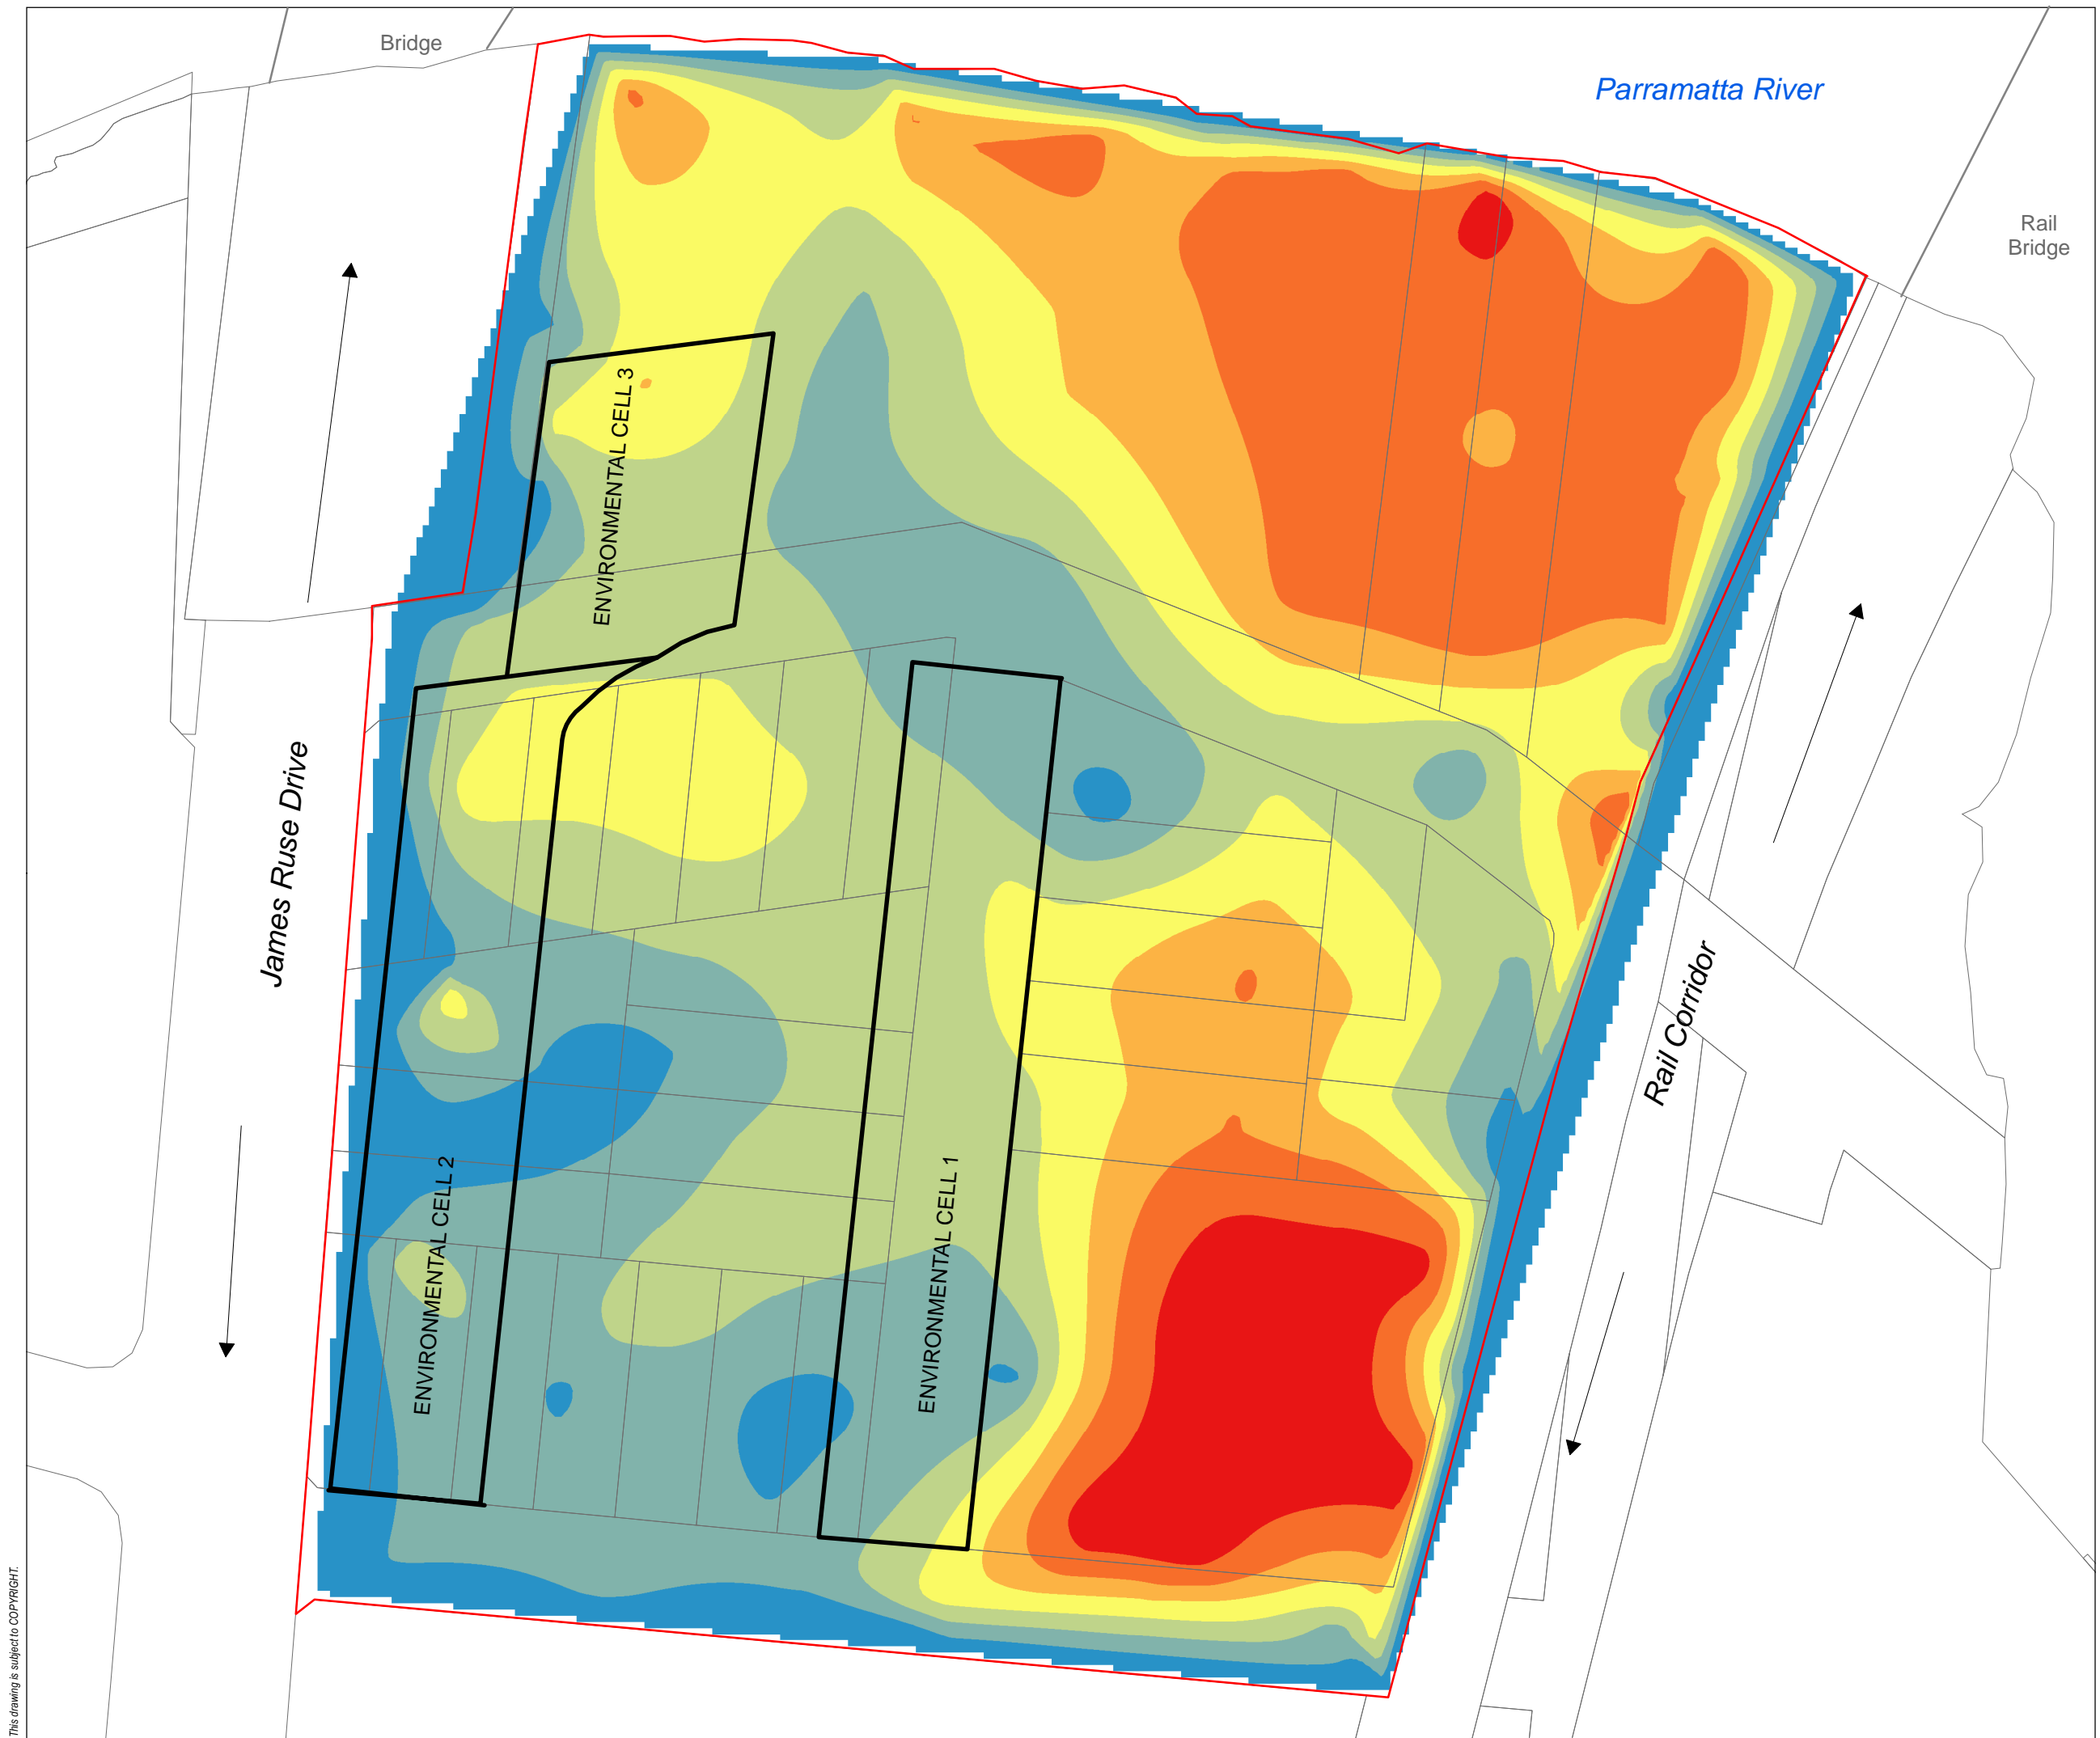 Bridge
Parramatta River
Rail
Bridge
ENVIRONMENTAL CELL 3
James Ruse Drive
Rail Corridor
ENVIRONMENTAL CELL 2
ENVIRONMENTAL CELL 1
This drawing is subject to COPYRIGHT.